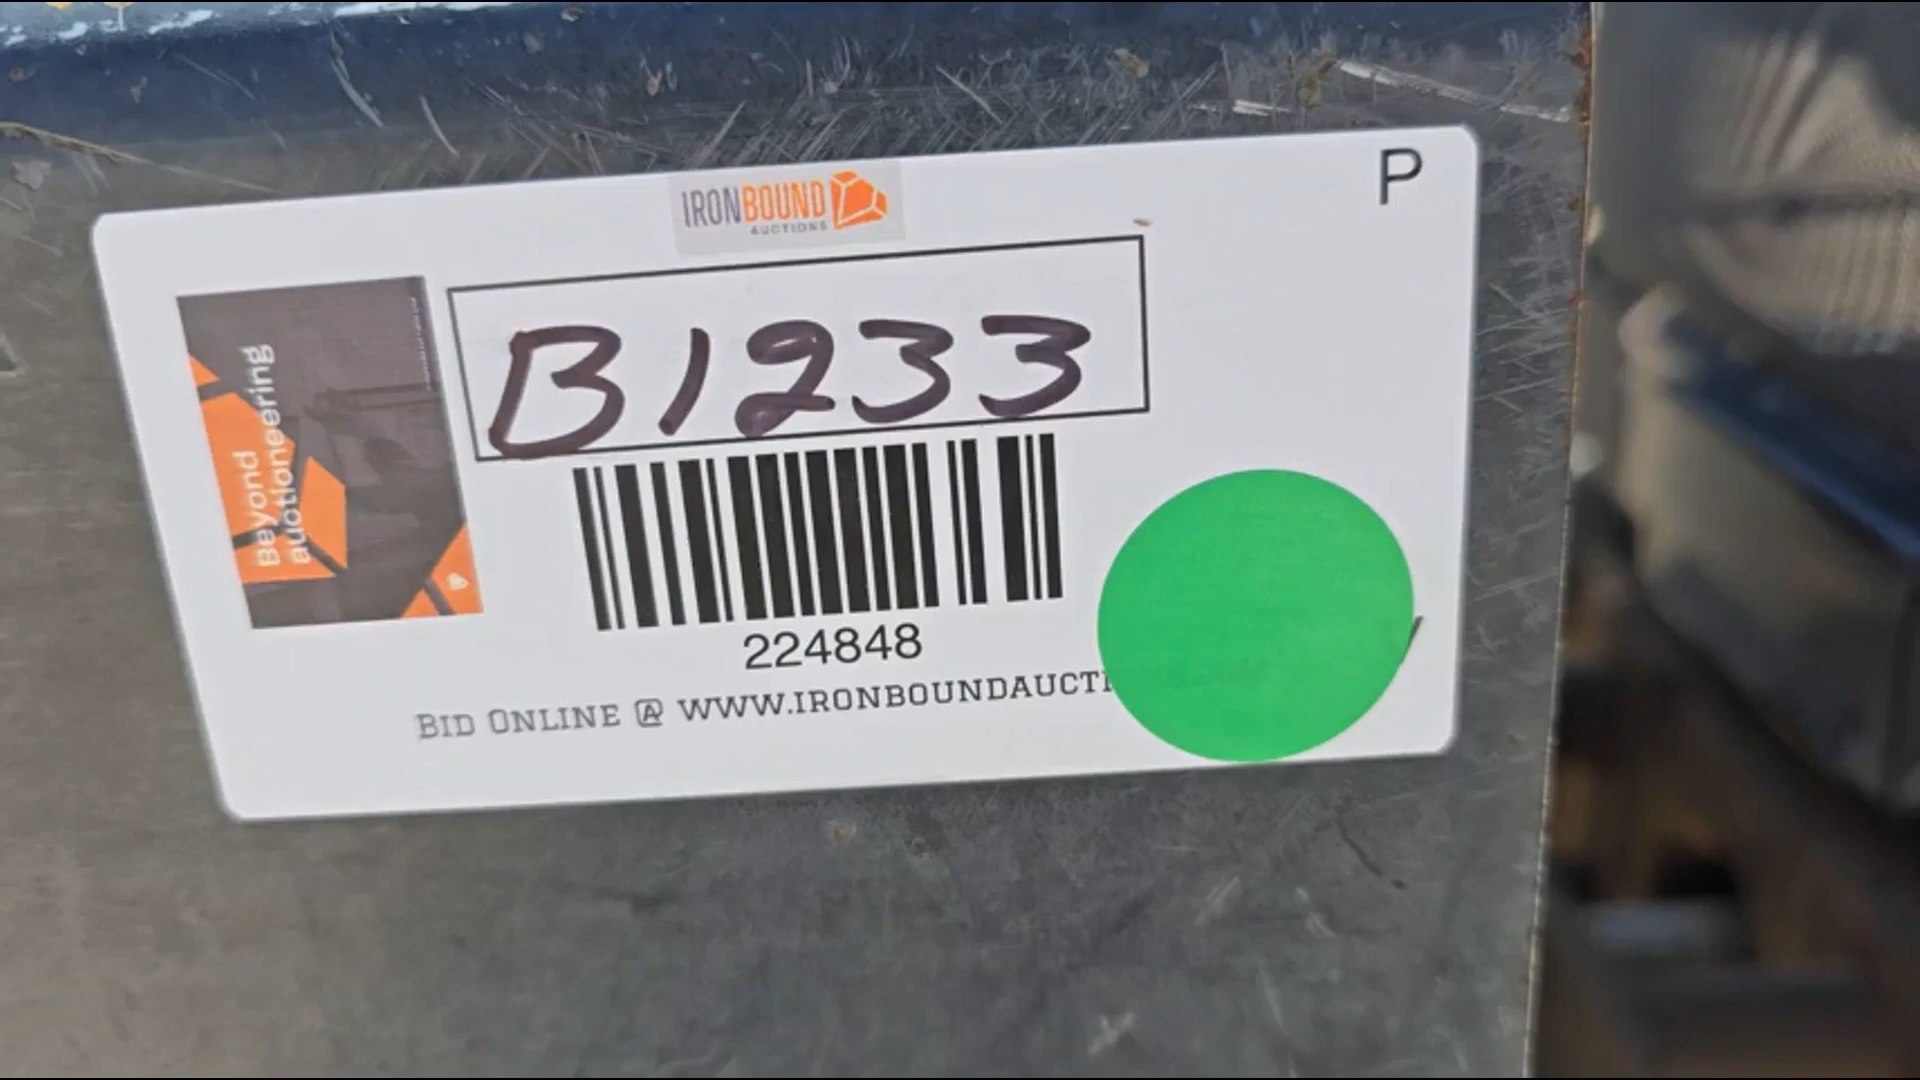 P
IRONBOUND
AUCTIONS
B1233
Beyond
auctioneering
224848
BID ONLINE @ WWW.IRONBOUNDAUCTI